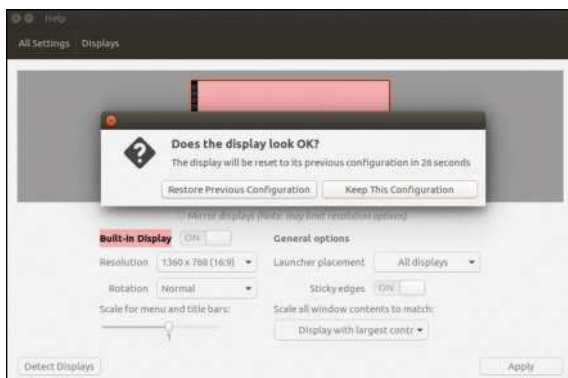 Help
All Settings Displays
Does the display look OK?
The display will be reset to its previous configuration in 26 seconds
Restore Previous Configuration Keep This Configuration
Mirror displays (Note: may limit resolution options)
Built-in Display ON General options
Resolution 1360 x 768 (16:9) Launcher placement All displays
Rotation Normal Sticky edges ON
Scale for menu and title bars: Scale all window contents to match:
1 Display with largest contr
Detect Displays Apply